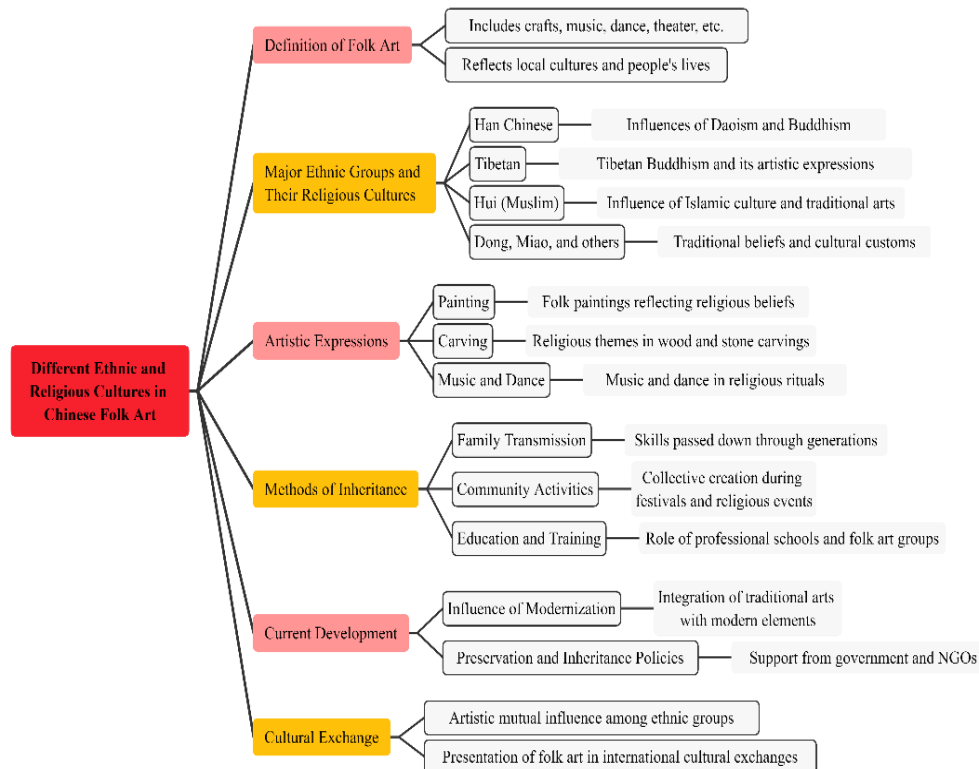 Different Ethnic and
Religious Cultures in
Chinese Folk Art
Definition of Folk Art
Includes crafts, music, dance, theater, etc.
Reflects local cultures and people's lives
Major Ethnic Groups and
Their Religious Cultures
Han Chinese
Influences of Daoism and Buddhism
Tibetan
Tibetan Buddhism and its artistic expressions
Hui (Muslim)
Influence of Islamic culture and traditional arts
Dong, Miao, and others
Traditional beliefs and cultural customs
Artistic Expressions
Painting
Folk paintings reflecting religious beliefs
Carving
Religious themes in wood and stone carvings
Music and Dance
Music and dance in religious rituals
Methods of Inheritance
Family Transmission
Skills passed down through generations
Community Activities
Collective creation during
festivals and religious events
Education and Training
Role of professional schools and folk art groups
Current Development
Influence of Modernization
Integration of traditional arts
with modern elements
Preservation and Inheritance Policies
Support from government and NGOs
Cultural Exchange
Artistic mutual influence among ethnic groups
Presentation of folk art in international cultural exchanges